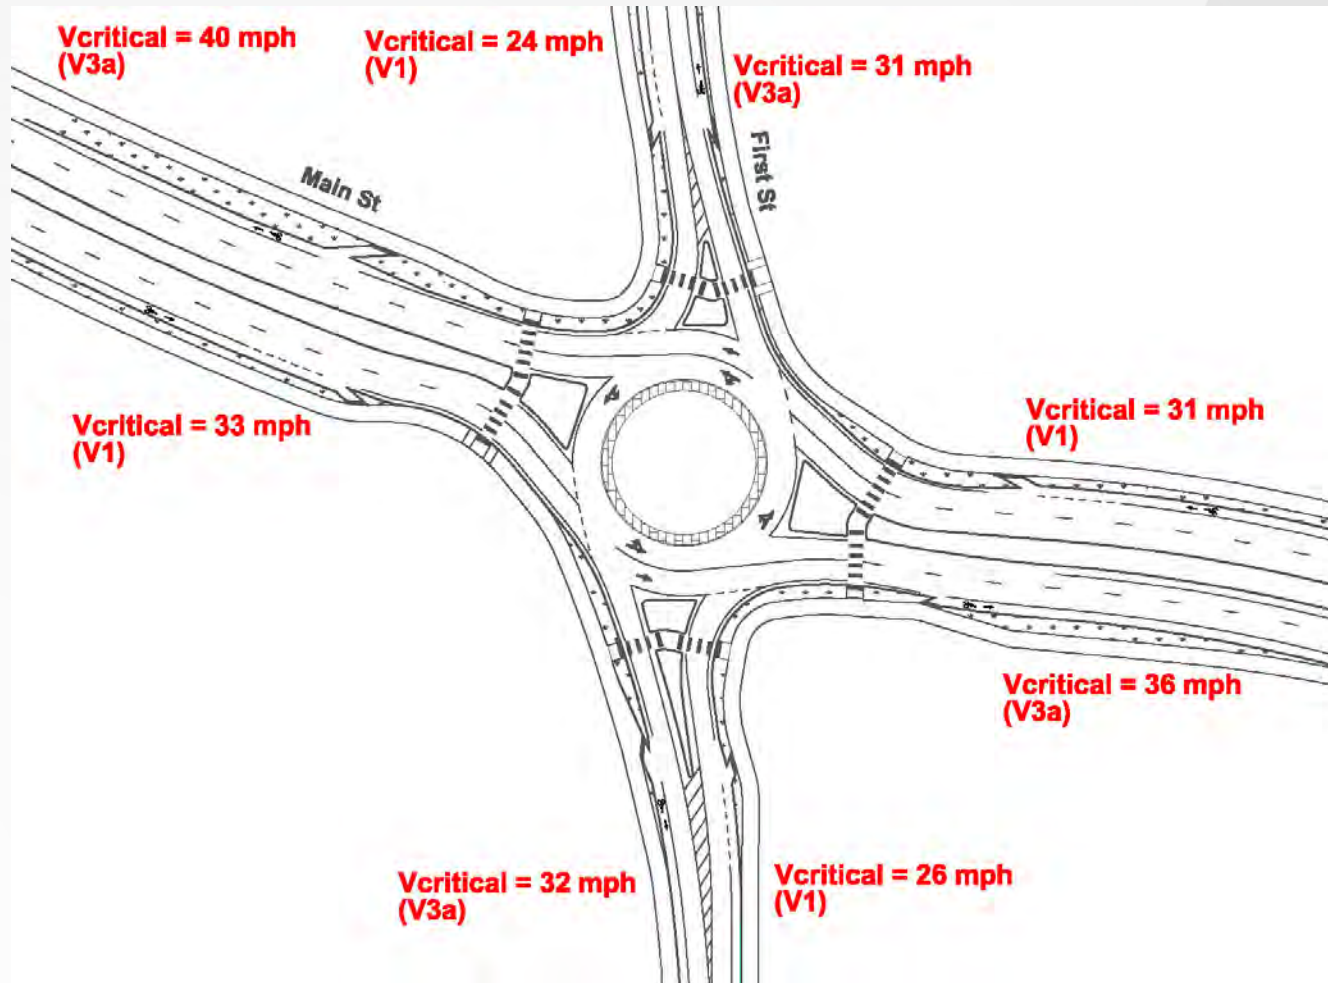 Vcritical = 40 mph
(V3a)
Vcritical = 24 mph
(V1)
Vcritical = 31 mph
(V3a)
Main St
First St
Vcritical = 33 mph
(V1)
Vcritical = 31 mph
(V1)
Vcritical = 36 mph
(V3a)
Vcritical = 32 mph
(V3a)
Vcritical = 26 mph
(V1)